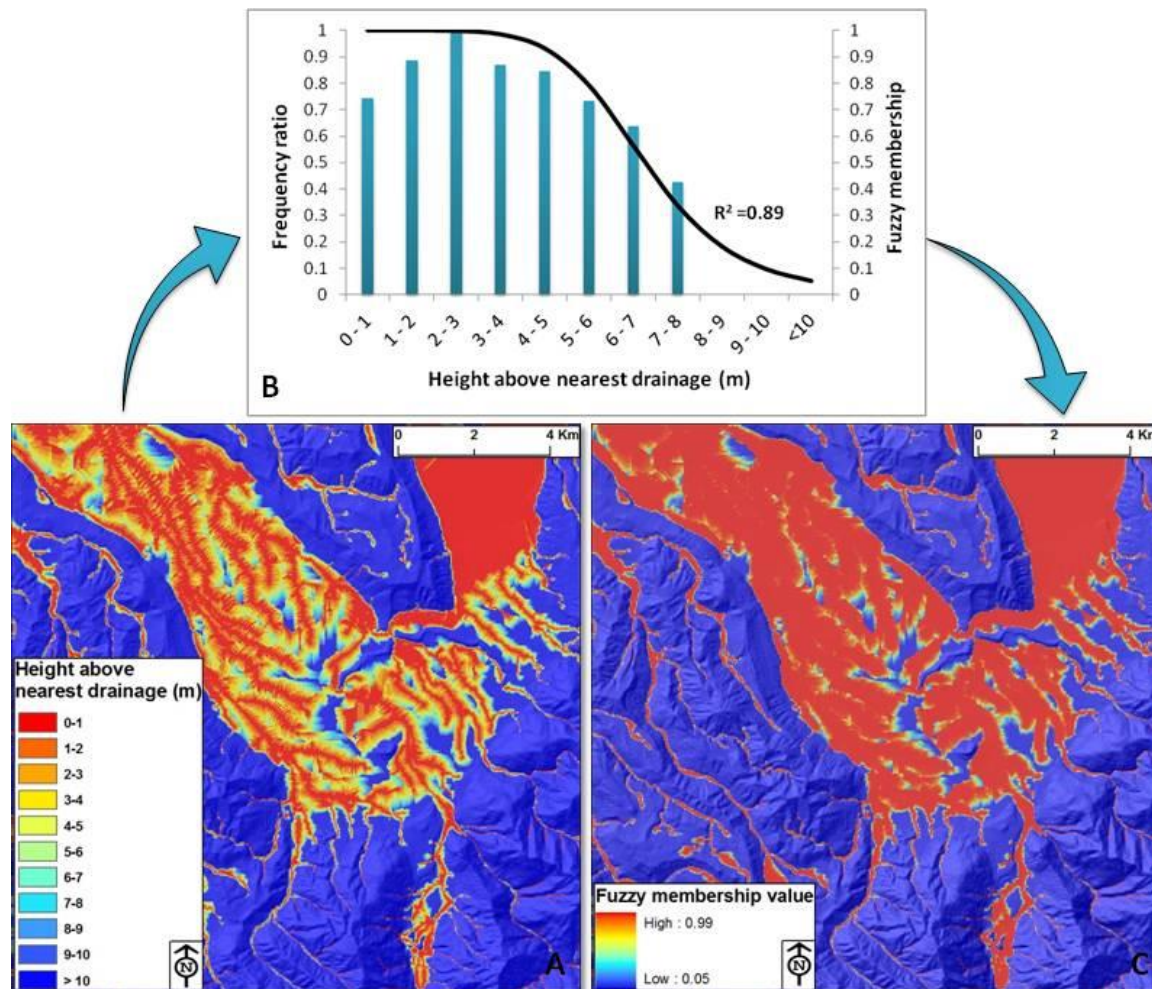 1
0.9
0.8
0.7
0.6
0.5
0.4
0.3
0.2
0.1
0
Frequency ratio
1
0.9
0.8
0.7
0.6
0.5
0.4
0.3
0.2
0.1
0
Fuzzy membership
R² =0.89
0 - 1
1 - 2
2 - 3
3 - 4
4 - 5
5 - 6
6 - 7
7 - 8
8 - 9
9 - 10
<10
B
Height above nearest drainage (m)
0 2 4 Km
Height above
nearest drainage (m)
0-1
1-2
2-3
3-4
4-5
5-6
6-7
7-8
8-9
9-10
> 10
N
A
0 2 4 Km
Fuzzy membership value
High : 0.99
Low : 0.05
N
C